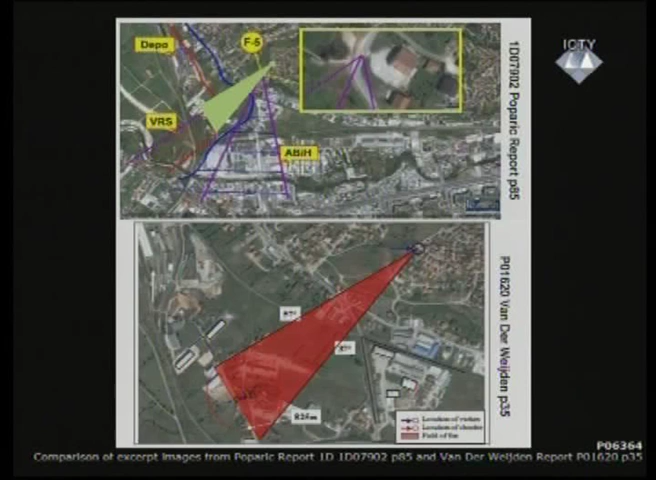 ICTY
Depo
F-5
VRS
ABiH
1D07902 Poparic Report p85
P01620 Van Der Weijden p35
825m
Location of victim
Location of shooter
Field of fire
P06364
Comparison of excerpt images from Poparic Report 1D 1D07902 p85 and Van Der Weijden Report P01620 p35